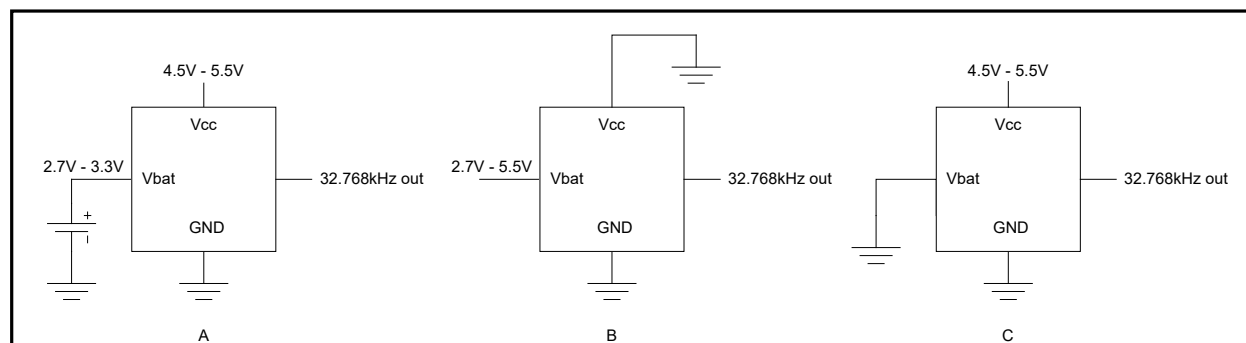 4.5V - 5.5V
Vcc
2.7V - 3.3V
Vbat
32.768kHz out
+
–
GND
A
Vcc
2.7V - 5.5V
Vbat
32.768kHz out
GND
B
4.5V - 5.5V
Vcc
Vbat
32.768kHz out
GND
C